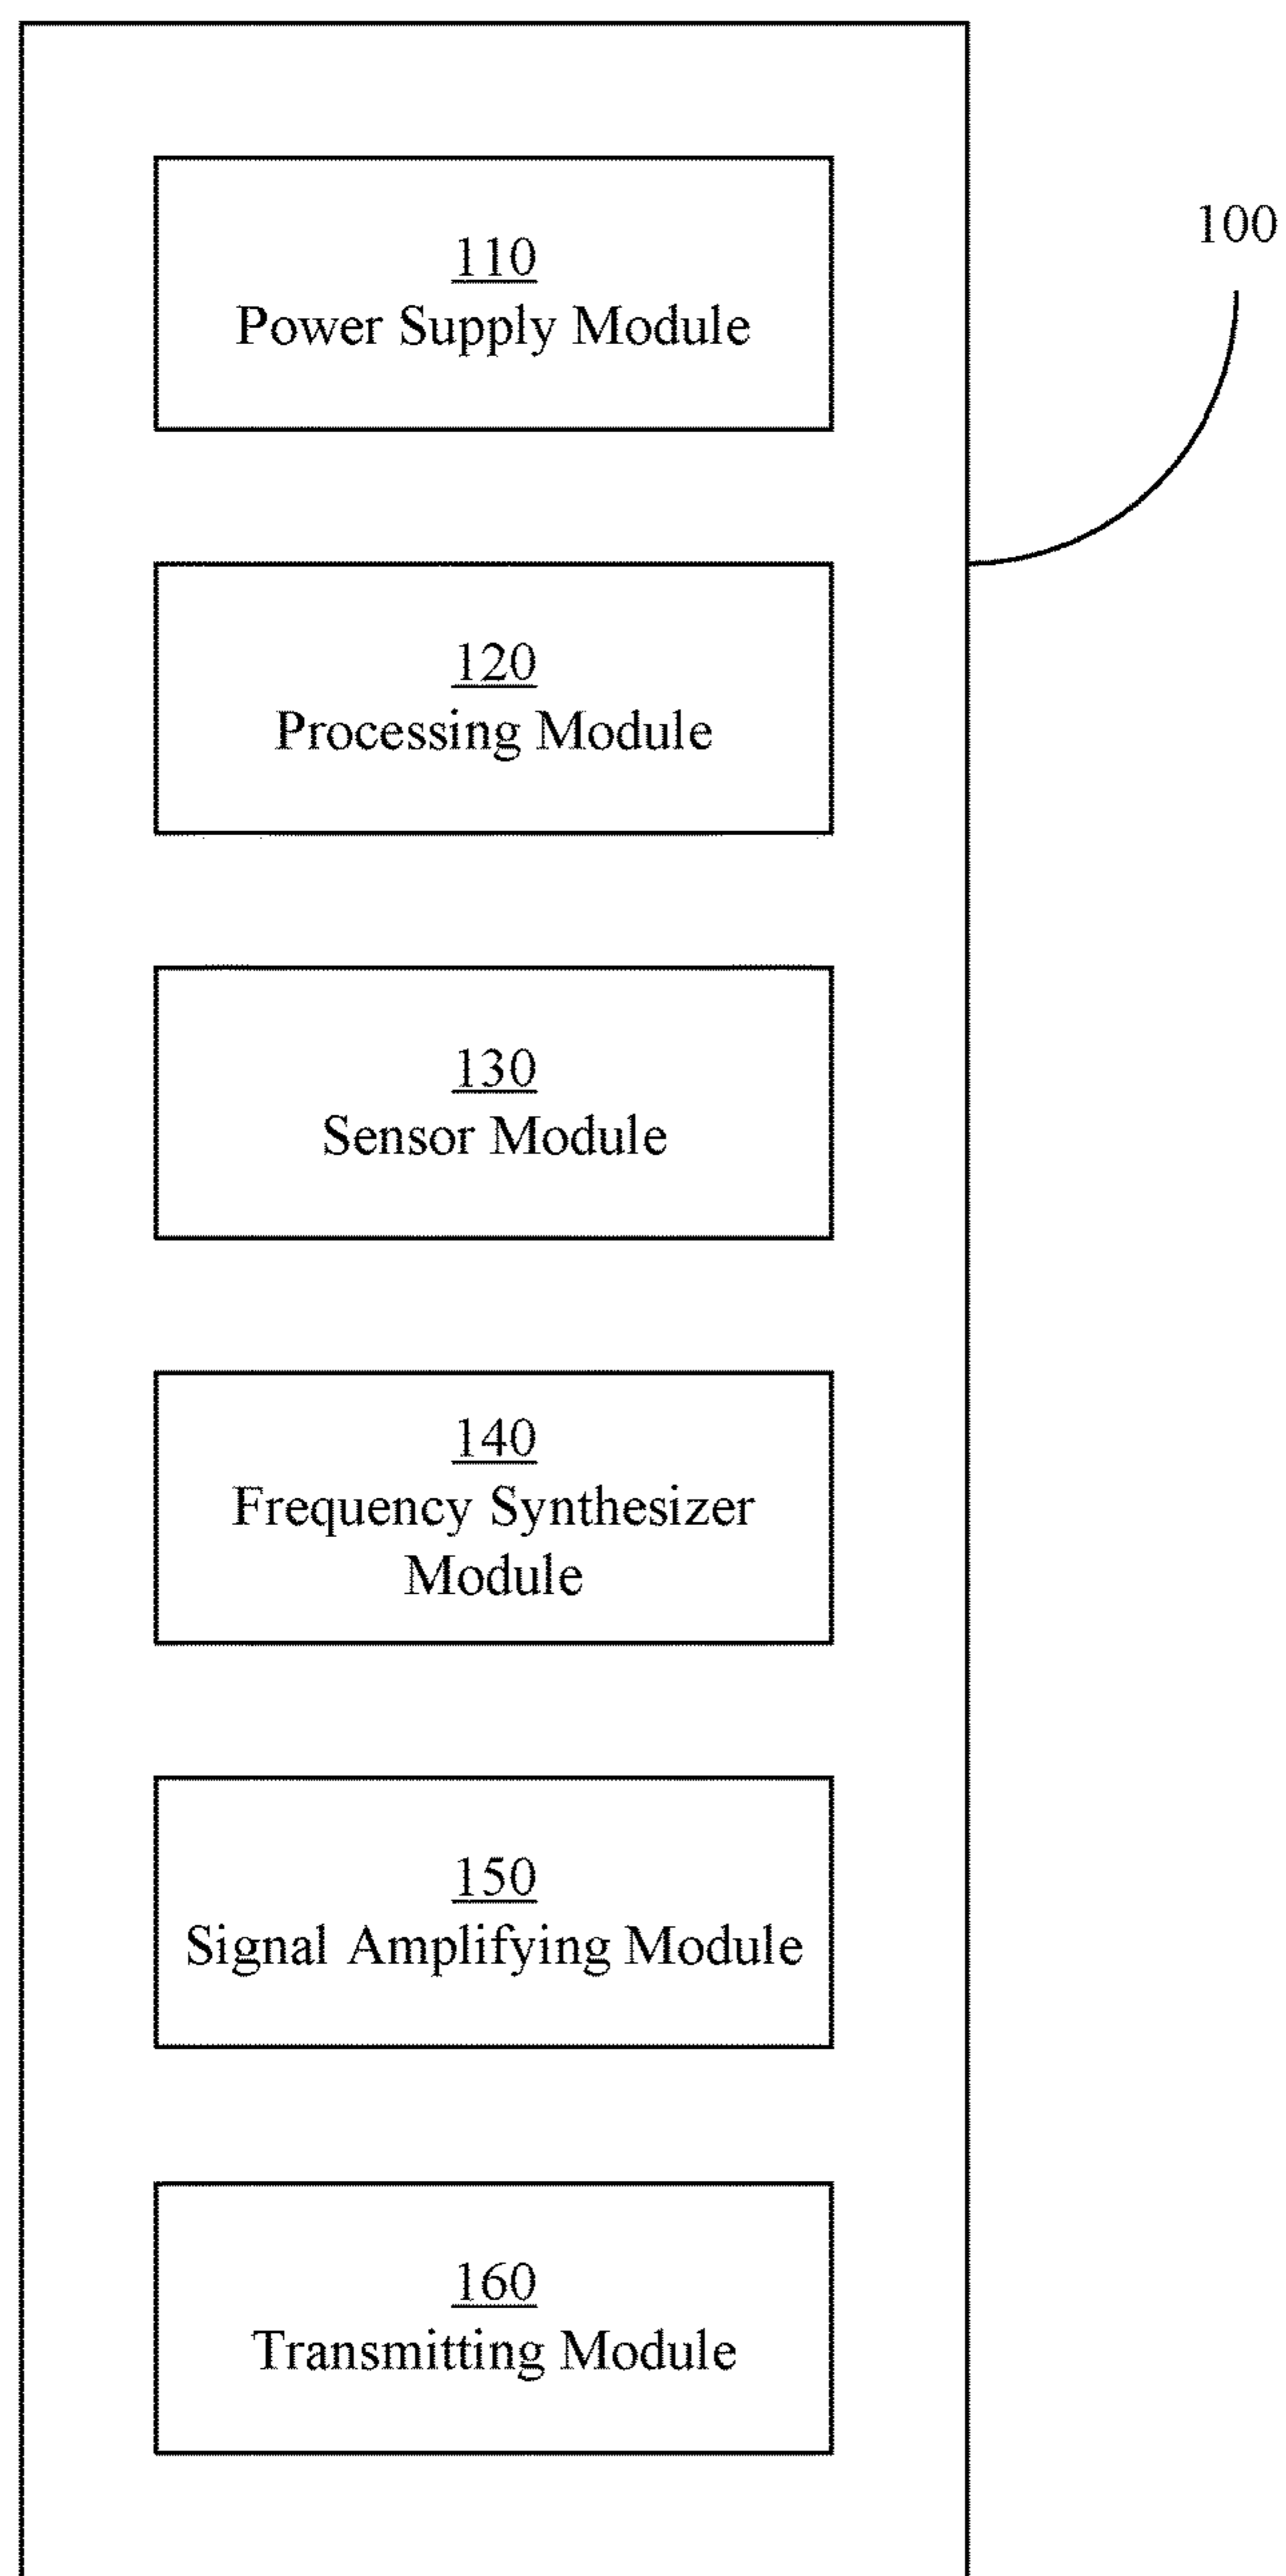 100
110
Power Supply Module
120
Processing Module
130
Sensor Module
140
Frequency Synthesizer
Module
150
Signal Amplifying Module
160
Transmitting Module